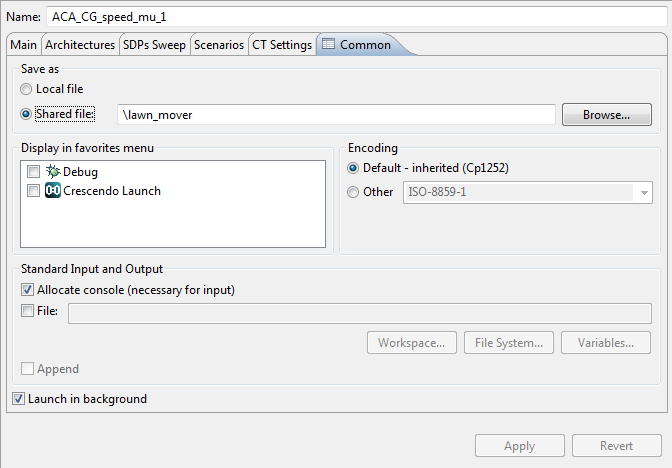 Name: ACA_CG_speed_mu_1
Main Architectures SDPs Sweep Scenarios CT Settings Common
Save as
Local file
Shared file: \lawn_mover Browse...
Display in favorites menu
Debug
Crescendo Launch
Encoding
Default - inherited (Cp1252)
Other ISO-8859-1
Standard Input and Output
Allocate console (necessary for input)
File:
Workspace... File System... Variables...
Append
Launch in background
Apply Revert